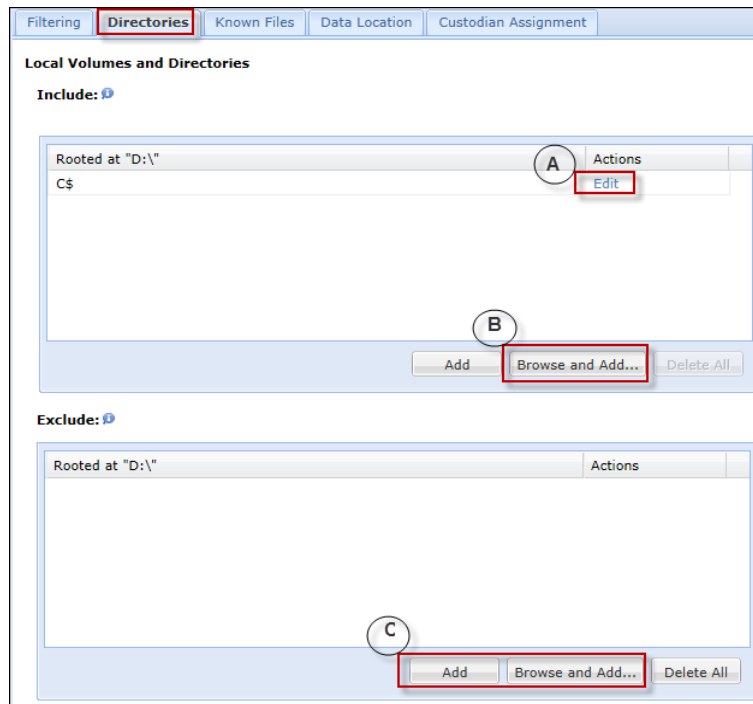 Filtering Directories Known Files Data Location Custodian Assignment
Local Volumes and Directories
Include:
Rooted at "D:\" Actions
A
C$ Edit
B
Add Browse and Add... Delete All
Exclude:
Rooted at "D:\" Actions
C
Add Browse and Add... Delete All